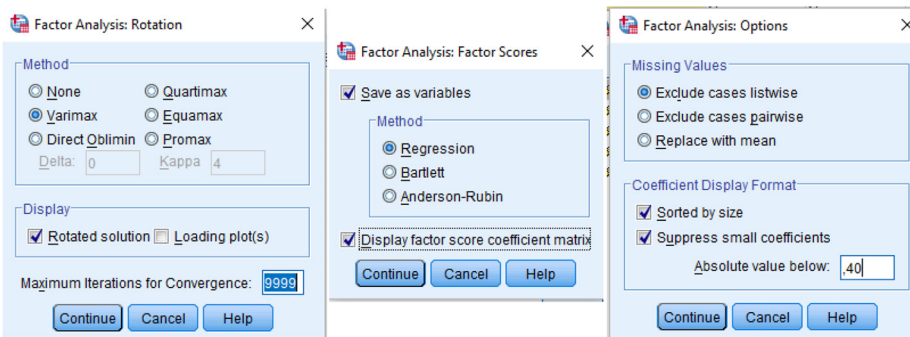 Factor Analysis: Rotation
Method
None
Quartimax
Varimax
Equamax
Direct Oblimin
Promax
Delta: 0
Kappa 4
Display
Rotated solution
Loading plot(s)
Maximum Iterations for Convergence: 9999
Continue
Cancel
Help
Factor Analysis: Factor Scores
Save as variables
Method
Regression
Bartlett
Anderson-Rubin
Display factor score coefficient matrix
Continue
Cancel
Help
Factor Analysis: Options
Missing Values
Exclude cases listwise
Exclude cases pairwise
Replace with mean
Coefficient Display Format
Sorted by size
Suppress small coefficients
Absolute value below: ,40
Continue
Cancel
Help